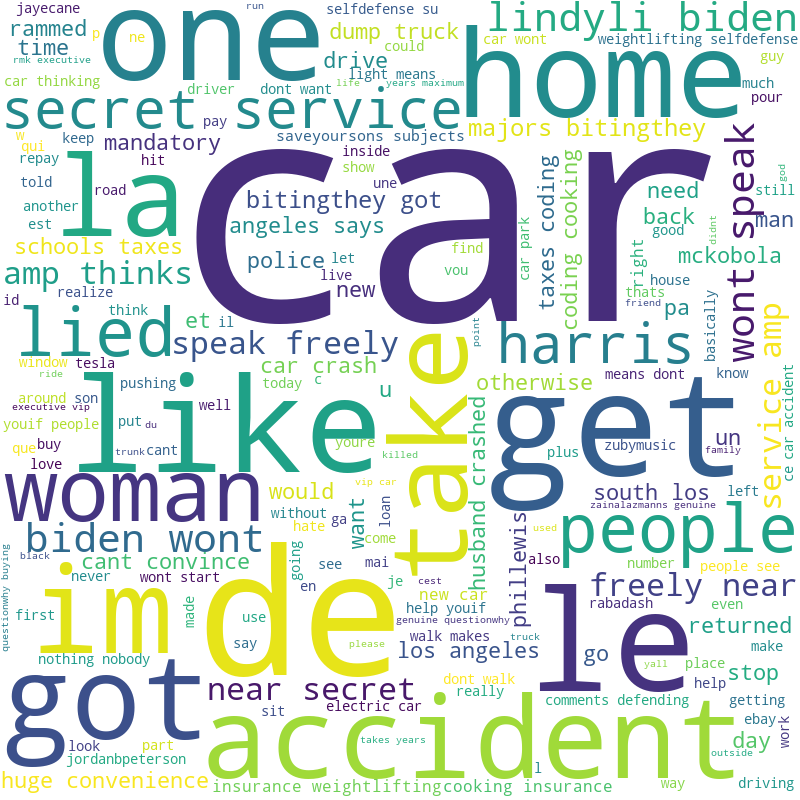 jayecane
run
selfdefense su
lindyli biden
rammed
p
ne
one
dump truck
could
car wont
weightlifting selfdefense
time
rmk executive
drive
home
guy
car thinking
driver
dont want
light means
much
secret service
pay
pour
w
keep
mandatory
saveyoursons subjects
majors bitingthey
qui
inside
god
repay
la
hit
show
car
wont speak
told
road
une
bitingthey got
taxes coding
coding cooking
need
still
another
man
est
angeles says
back
good
didnt
schools taxes
police
let
find
car park
right
mckobola
amp thinks
live
vou
house
id
realize
new
thats
pa
friend
lied
think
et
il
speak freely
point
harris
basically
service amp
window
tesla
car crash
take
means dont
know
ride
today
c
otherwise
ce car accident
around
son
pushing
u
executive vip
well
like
husband crashed
get
youif people
put
du
youre
plus
zubymusic
un
que
buy
trunk
cant
killed
family
love
woman
vip car
south los
left
would
want
life
years maximum
without
loan
zainalazmanns genuine
used
hate
ga
people
biden wont
come
phillewis
also
number
people see
black
going
see
mai
je
cest
questionwhy buying
never
cant convince
wont start
en
new car
freely near
im
de
le
help youif
rabadash
even
first
made
use
genuine questionwhy
truck
returned
say
please
walk makes
yall
make
nothing nobody
los angeles
go
place
stop
got
near secret
dont walk
help
sit
electric car
really
comments defending
getting
accident
ebay
look
part
takes years
outside
day
work
jordanbpeterson
l
huge convenience
insurance weightlifting
cooking insurance
way
driving